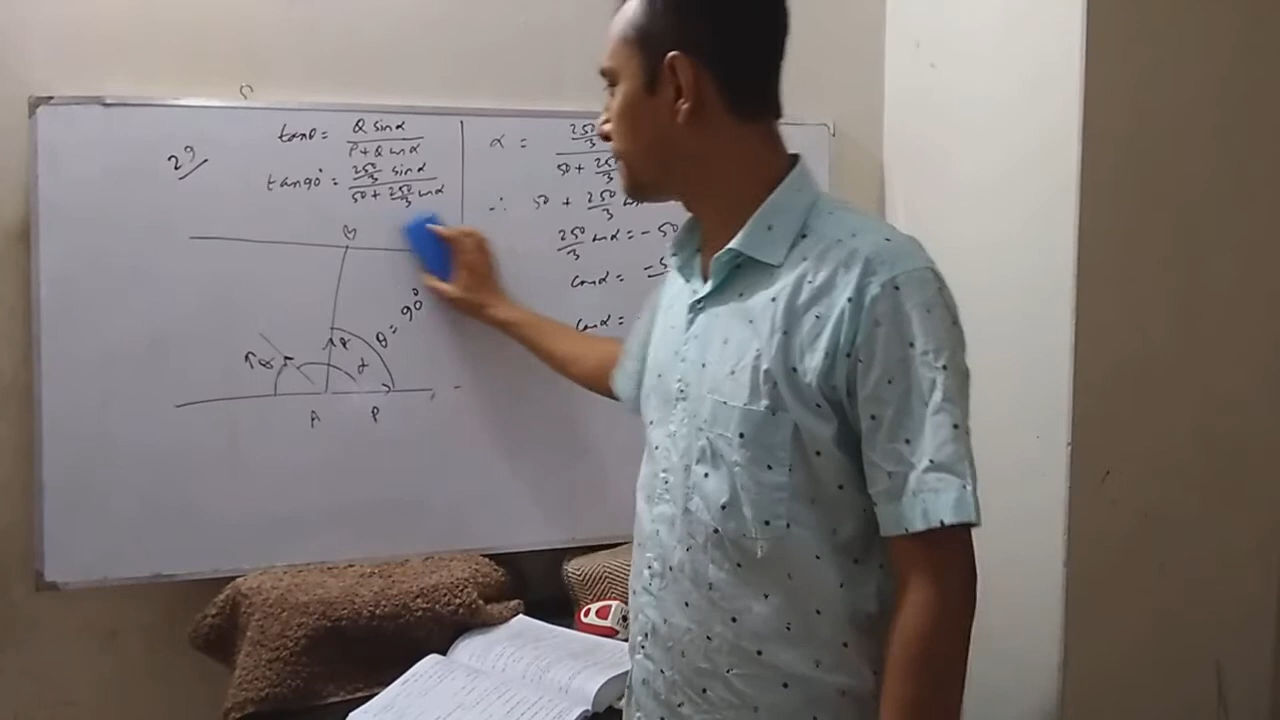 29
tanθ = Q sinα / P+Q cosα
tan90° = 250/3 sinα / 50 + 250/3 cosα
B
θ = 90°
α
A
P
α = 250/3
50 + 250/3
∴ 50 + 250/3 cos
250/3 cosα = -50
cosα = -5
cosα =